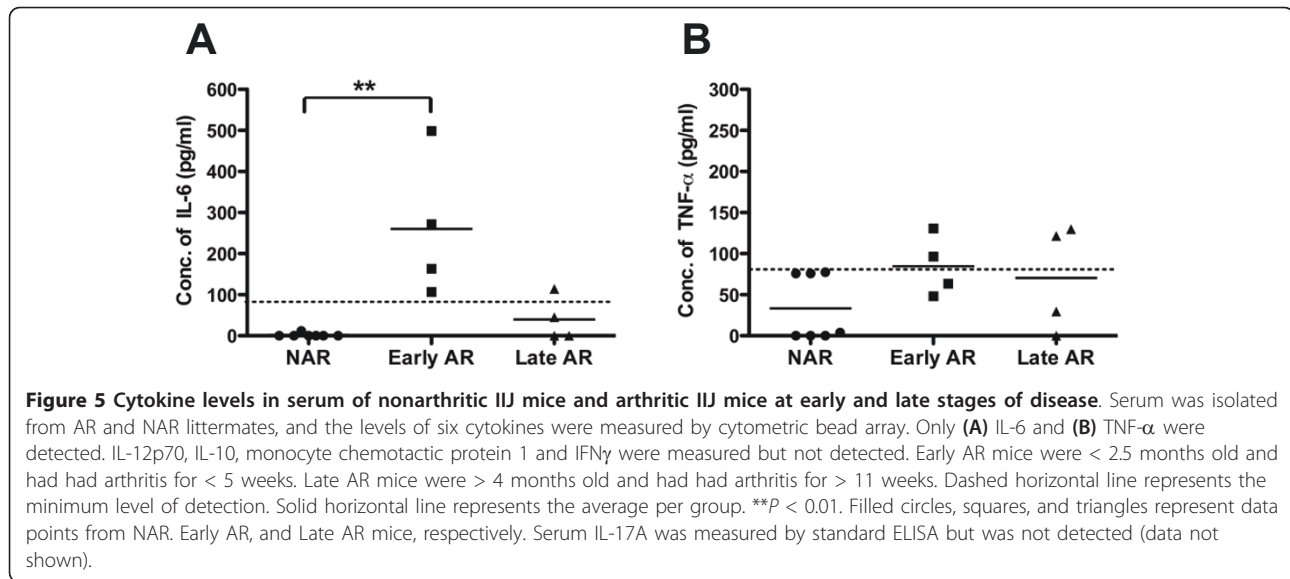 A
B
600
500
400
300
200
100
0
Conc. of IL-6 (pg/ml)
**
NAR Early AR Late AR
300
250
200
150
100
50
0
Conc. of TNF-α (pg/ml)
NAR Early AR Late AR
Figure 5 Cytokine levels in serum of nonarthritic IIJ mice and arthritic IIJ mice at early and late stages of disease. Serum was isolated
from AR and NAR littermates, and the levels of six cytokines were measured by cytometric bead array. Only (A) IL-6 and (B) TNF-α were
detected. IL-12p70, IL-10, monocyte chemotactic protein 1 and IFNγ were measured but not detected. Early AR mice were < 2.5 months old and
had had arthritis for < 5 weeks. Late AR mice were > 4 months old and had had arthritis for > 11 weeks. Dashed horizontal line represents the
minimum level of detection. Solid horizontal line represents the average per group. **P < 0.01. Filled circles, squares, and triangles represent data
points from NAR. Early AR, and Late AR mice, respectively. Serum IL-17A was measured by standard ELISA but was not detected (data not
shown).